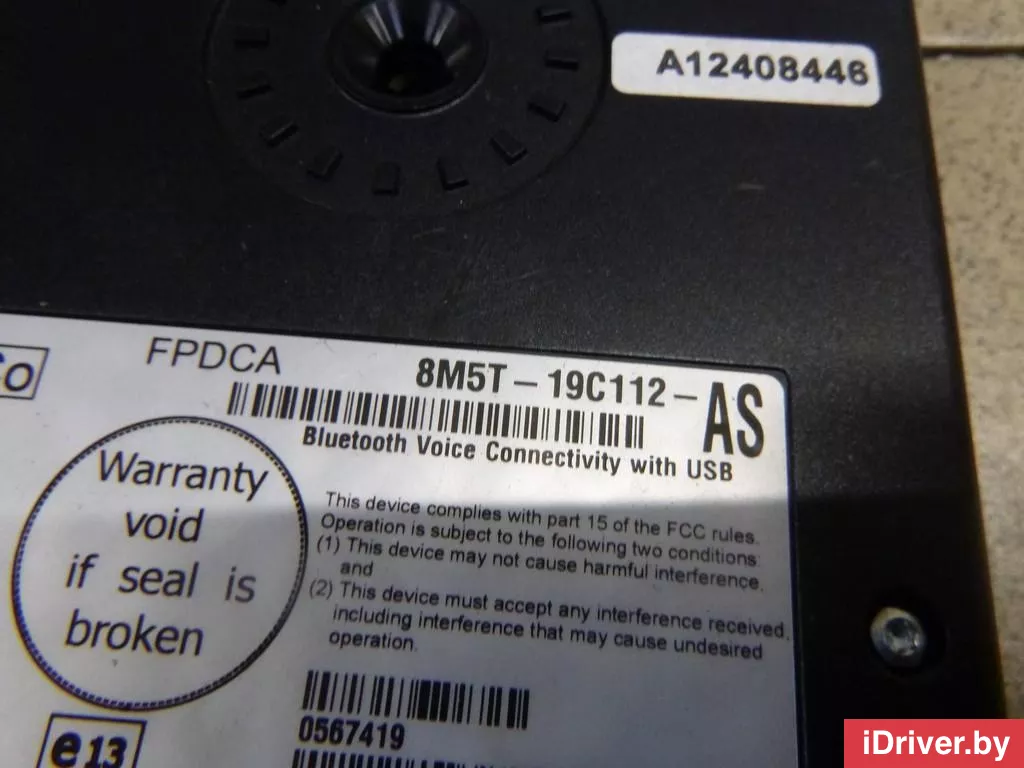 A12408446
FPDCA
8M5T-19C112-AS
Bluetooth Voice Connectivity with USB
Warranty
void
if seal is
broken
This device complies with part 15 of the FCC rules.
Operation is subject to the following two conditions:
(1) This device may not cause harmful interference,
and
(2) This device must accept any interference received,
including interference that may cause undesired
operation.
0567419
e13
iDriver.by